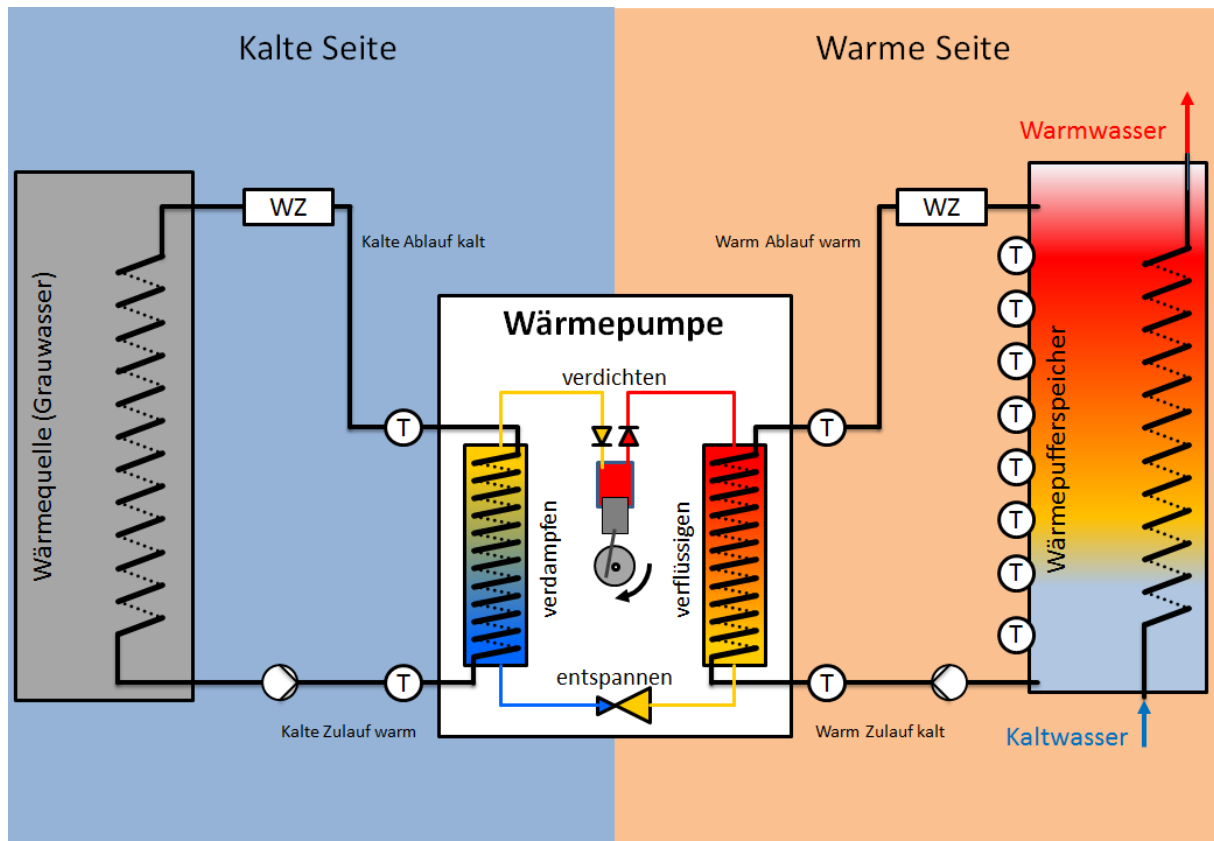 Kalte Seite
Warme Seite
Warmwasser
WZ
WZ
Kalte Ablauf kalt
Warm Ablauf warm
Wärmepumpe
verdichten
T
T
T
T
T
T
T
T
T
T
Wärmequelle (Grauwasser)
verdampfen
verflüssigen
Wärmepufferspeicher
entspannen
T
T
Kalte Zulauf warm
Warm Zulauf kalt
Kaltwasser